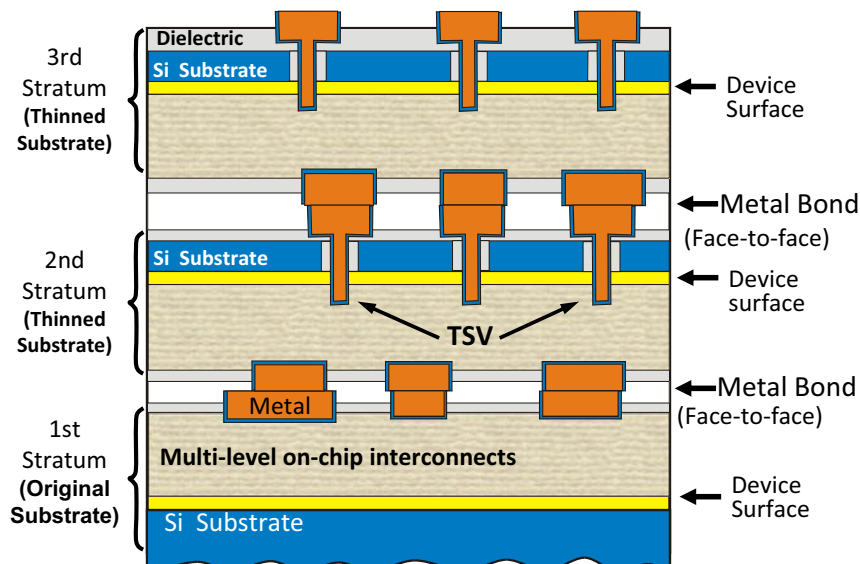 Dielectric
3rd
Stratum
(Thinned
Substrate)
Si Substrate
Device
Surface
Metal Bond
(Face-to-face)
2nd
Stratum
(Thinned
Substrate)
Si Substrate
Device
surface
TSV
Metal Bond
(Face-to-face)
Metal
1st
Stratum
(Original
Substrate)
Multi-level on-chip interconnects
Device
Surface
Si Substrate